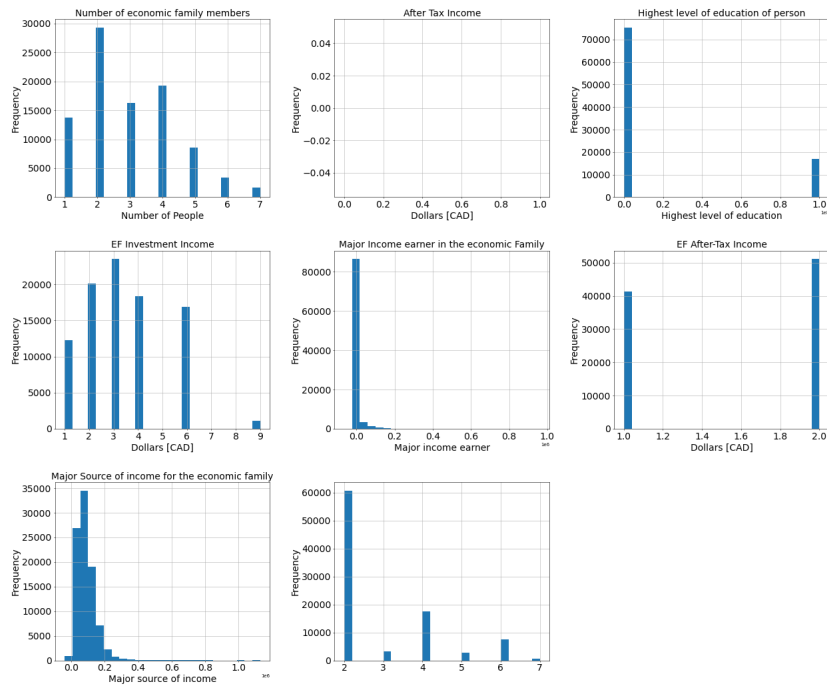 Number of economic family members
30000
25000
20000
15000
10000
5000
0
Frequency
1 2 3 4 5 6 7
Number of People
After Tax Income
0.04
0.02
0.00
−0.02
−0.04
Frequency
0.0 0.2 0.4 0.6 0.8 1.0
Dollars [CAD]
Highest level of education of person
70000
60000
50000
40000
30000
20000
10000
0
Frequency
0.0 0.2 0.4 0.6 0.8 1.0
1e8
Highest level of education
EF Investment Income
20000
15000
10000
5000
0
Frequency
1 2 3 4 5 6 7 8 9
Dollars [CAD]
Major Income earner in the economic Family
80000
60000
40000
20000
0
Frequency
0.0 0.2 0.4 0.6 0.8 1.0
1e6
Major income earner
EF After-Tax Income
50000
40000
30000
20000
10000
0
Frequency
1.0 1.2 1.4 1.6 1.8 2.0
Dollars [CAD]
Major Source of income for the economic family
35000
30000
25000
20000
15000
10000
5000
0
Frequency
0.0 0.2 0.4 0.6 0.8 1.0
1e6
Major source of income
60000
50000
40000
30000
20000
10000
0
Frequency
2 3 4 5 6 7